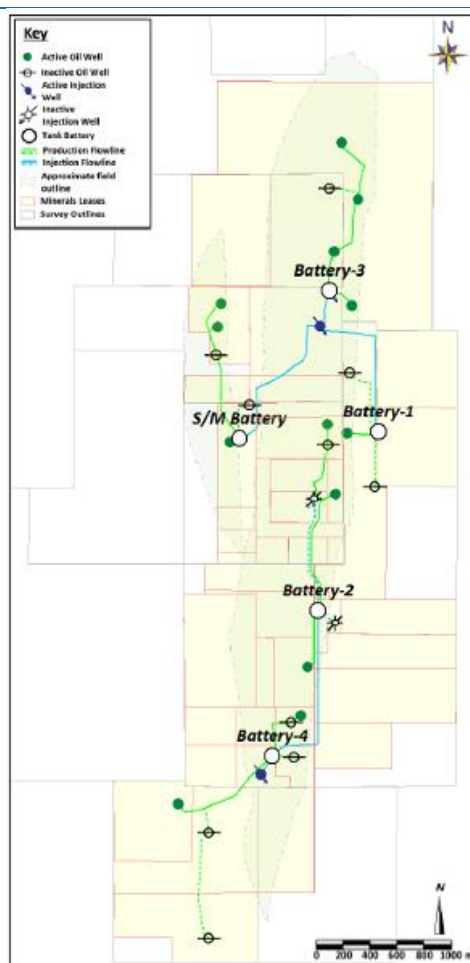 Key
Active Oil Well
Inactive Oil Well
Active Injection
Well
Inactive
Injection Well
Tank Battery
Production Flowline
Injection Flowline
Approximate field
outline
Minerals Leases
Survey Outlines
N
Battery-3
S/M Battery
Battery-1
Battery-2
Battery-4
N
0 200 400 600 800 1000 m